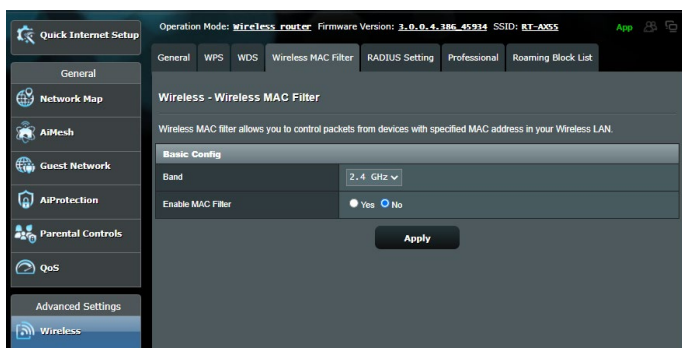 Quick Internet Setup
Operation Mode: Wireless router Firmware Version: 3.0.0.4.386_45934 SSID: RT-AX55
App
General
WPS
WDS
Wireless MAC Filter
RADIUS Setting
Professional
Roaming Block List
General
Network Map
AiMesh
Guest Network
AiProtection
Parental Controls
QoS
Advanced Settings
Wireless
Wireless - Wireless MAC Filter
Wireless MAC filter allows you to control packets from devices with specified MAC address in your Wireless LAN.
Basic Config
Band
2.4 GHz
Enable MAC Filter
Yes No
Apply